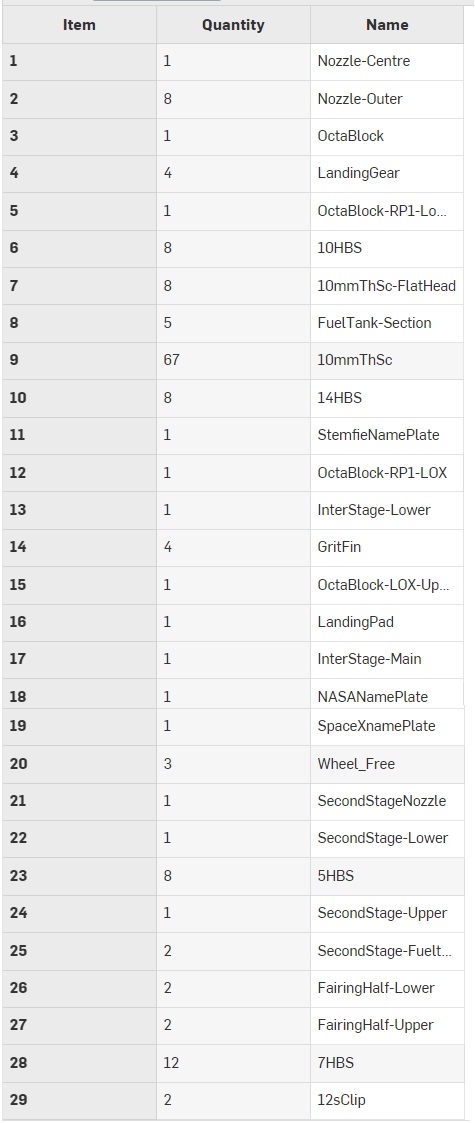 Item Quantity Name
1 1 Nozzle-Centre
2 8 Nozzle-Outer
3 1 OctaBlock
4 4 LandingGear
5 1 OctaBlock-RP1-Lo...
6 8 10HBS
7 8 10mmThSc-FlatHead
8 5 FuelTank-Section
9 67 10mmThSc
10 8 14HBS
11 1 StemfieNamePlate
12 1 OctaBlock-RP1-LOX
13 1 InterStage-Lower
14 4 GritFin
15 1 OctaBlock-LOX-Up...
16 1 LandingPad
17 1 InterStage-Main
18 1 NASANamePlate
19 1 SpaceXnamePlate
20 3 Wheel_Free
21 1 SecondStageNozzle
22 1 SecondStage-Lower
23 8 5HBS
24 1 SecondStage-Upper
25 2 SecondStage-Fuelt...
26 2 FairingHalf-Lower
27 2 FairingHalf-Upper
28 12 7HBS
29 2 12sClip